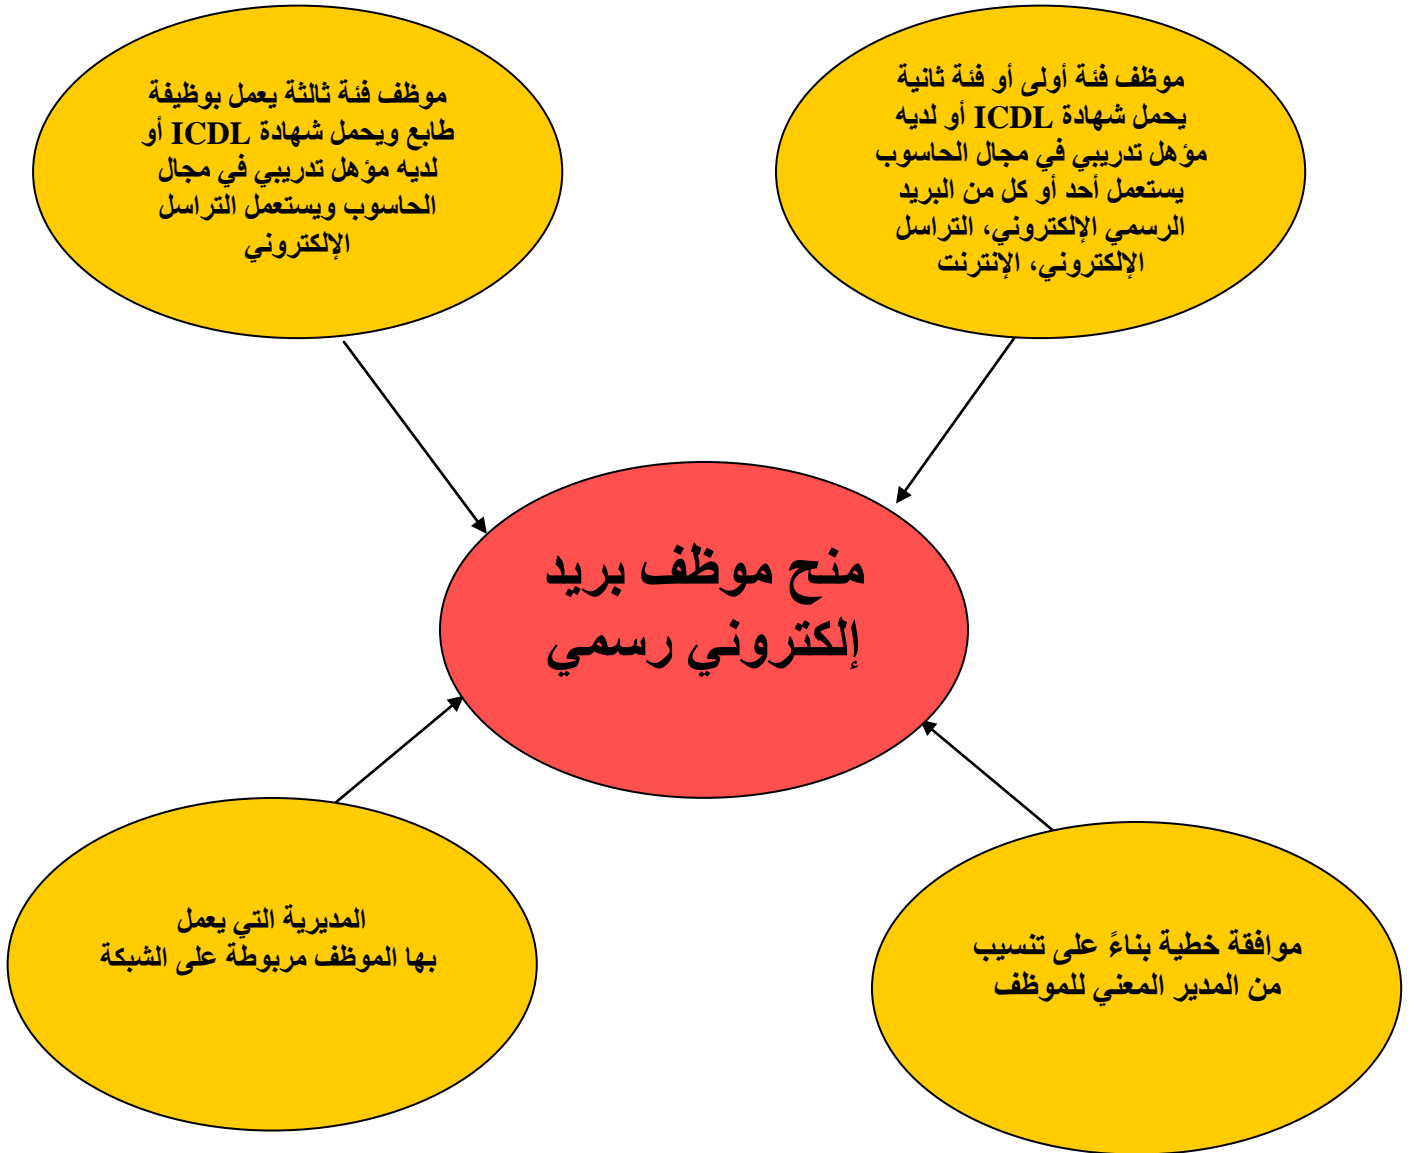 موظف فئة أولى أو فئة ثانية
يحمل شهادة ICDL أو لديه
مؤهل تدريبي في مجال الحاسوب
يستعمل أحد أو كل من البريد
الرسمي الإلكتروني، التراسل
الإلكتروني، الإنترنت
موظف فئة ثالثة يعمل بوظيفة
طابع ويحمل شهادة ICDL أو
لديه مؤهل تدريبي في مجال
الحاسوب ويستعمل التراسل
الإلكتروني
منح موظف بريد
إلكتروني رسمي
موافقة خطية بناءً على تنسيب
من المدير المعني للموظف
المديرية التي يعمل
بها الموظف مربوطة على الشبكة